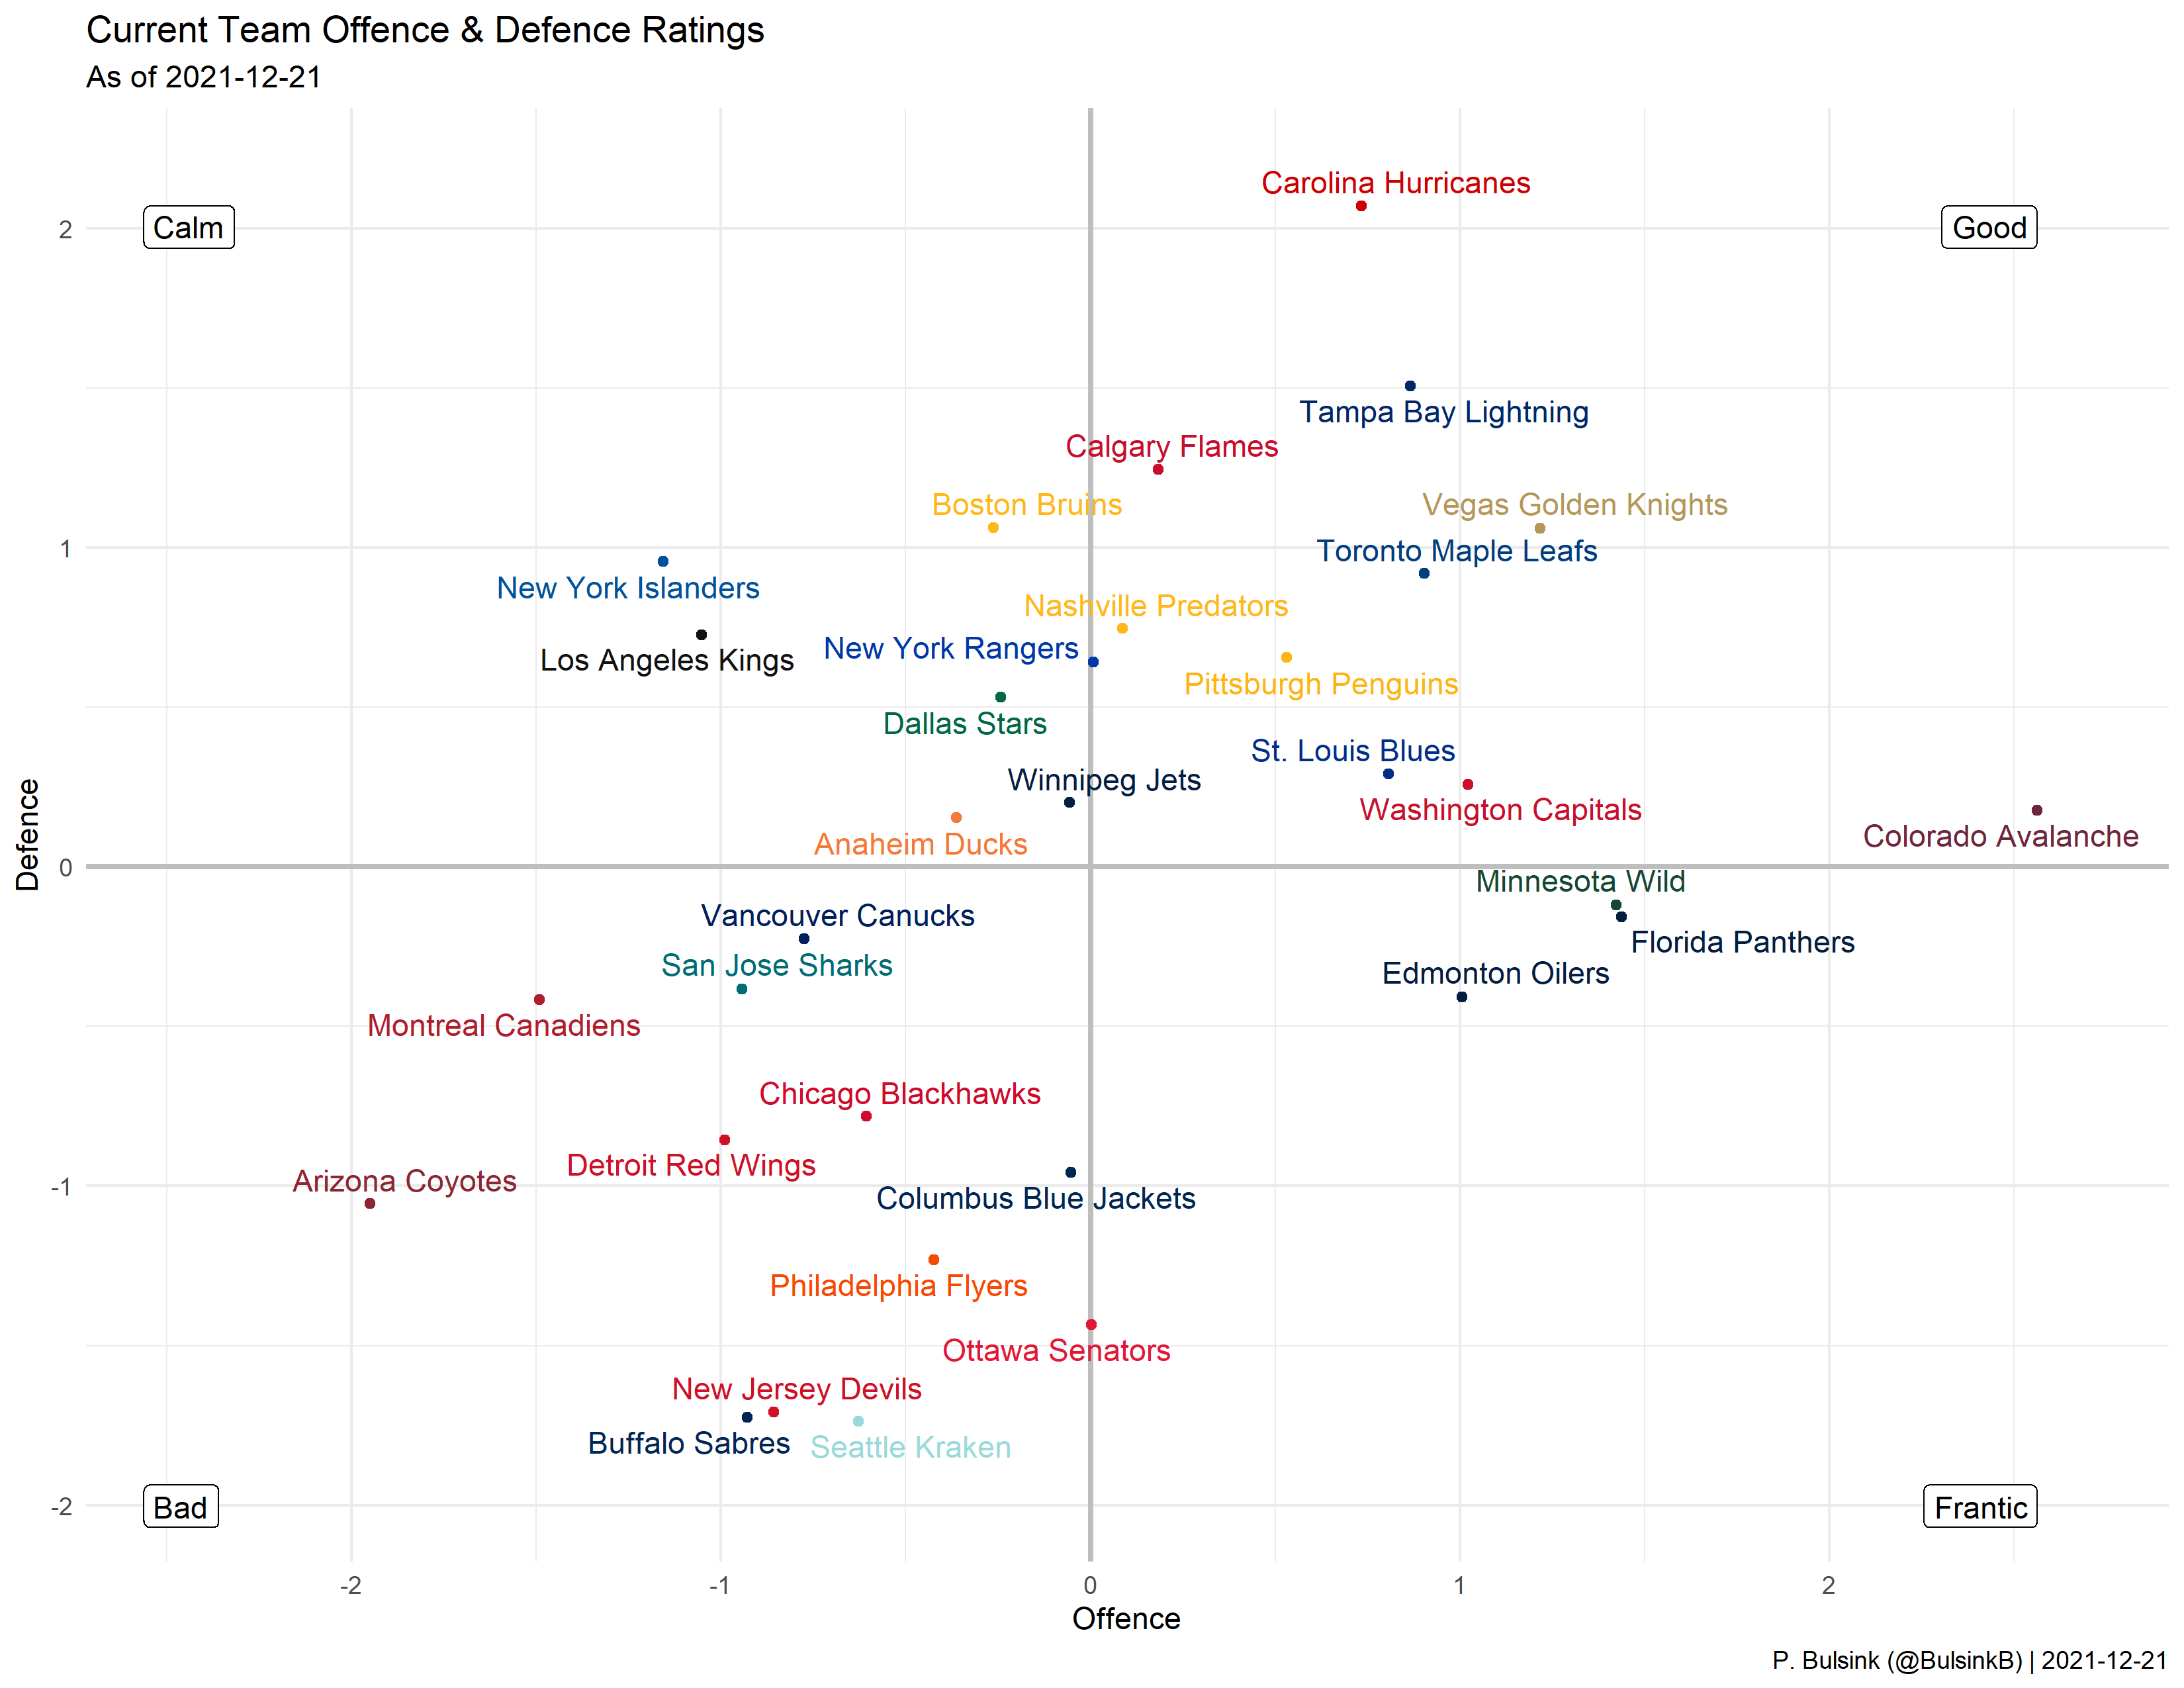 Current Team Offence & Defence Ratings
As of 2021-12-21
Carolina Hurricanes
Calm
Good
2
Tampa Bay Lightning
Calgary Flames
Boston Bruins
Vegas Golden Knights
1
Toronto Maple Leafs
New York Islanders
Nashville Predators
New York Rangers
Los Angeles Kings
Pittsburgh Penguins
Dallas Stars
St. Louis Blues
Winnipeg Jets
Washington Capitals
Colorado Avalanche
Anaheim Ducks
Defence
0
Minnesota Wild
Vancouver Canucks
Florida Panthers
San Jose Sharks
Edmonton Oilers
Montreal Canadiens
Chicago Blackhawks
Detroit Red Wings
Arizona Coyotes
-1
Columbus Blue Jackets
Philadelphia Flyers
Ottawa Senators
New Jersey Devils
Buffalo Sabres
Seattle Kraken
Bad
Frantic
-2
-2
-1
0
1
2
Offence
P. Bulsink (@BulsinkB) | 2021-12-21